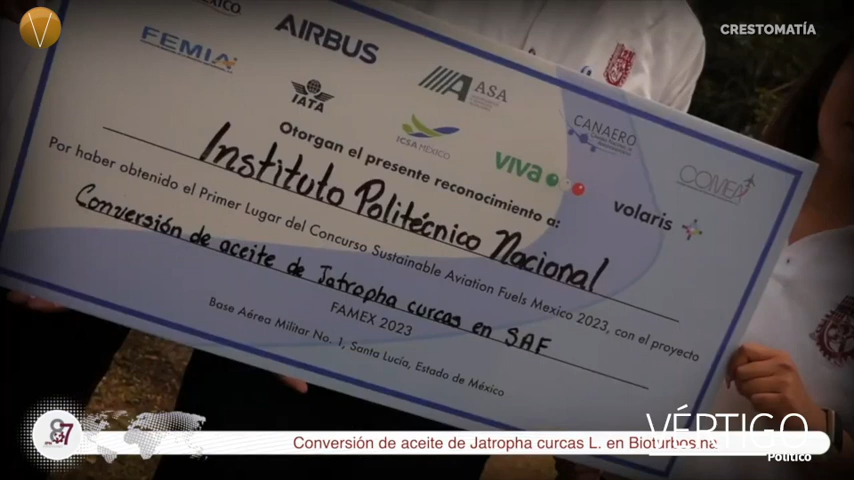 V
CRESTOMATÍA
MÉXICO
AIRBUS
FEMIA
ASA
IATA
ICSA MÉXICO
CANAERO
viva
COMEA
volaris
Otorgan el presente reconocimiento a:
Instituto Politécnico Nacional
Por haber obtenido el Primer Lugar del Concurso Sustainable Aviation Fuels Mexico 2023, con el proyecto
Conversión de aceite de Jatropha curcas en SAF
FAMEX 2023
Base Aérea Militar No. 1, Santa Lucía, Estado de México
87
Conversión de aceite de Jatropha curcas L. en Bioturbosina
VÉRTIGO
Político